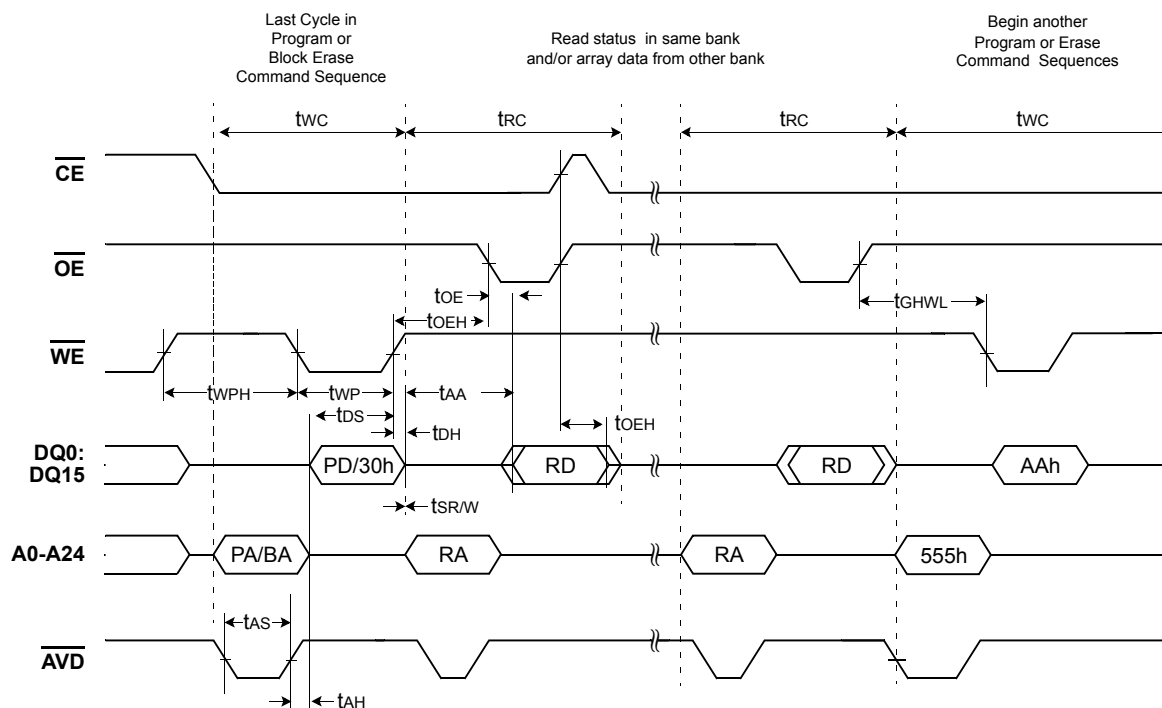 Last Cycle in
Program or
Block Erase
Command Sequence
Read status in same bank
and/or array data from other bank
Begin another
Program or Erase
Command Sequences
tWC
tRC
tRC
tWC
CE
OE
tOE
tOEH
tGHWL
WE
tWPH
tWP
tAA
tDS
tDH
tOEH
DQ0:
DQ15
PD/30h
RD
RD
AAh
tSR/W
A0-A24
PA/BA
RA
RA
555h
tAS
AVD
tAH